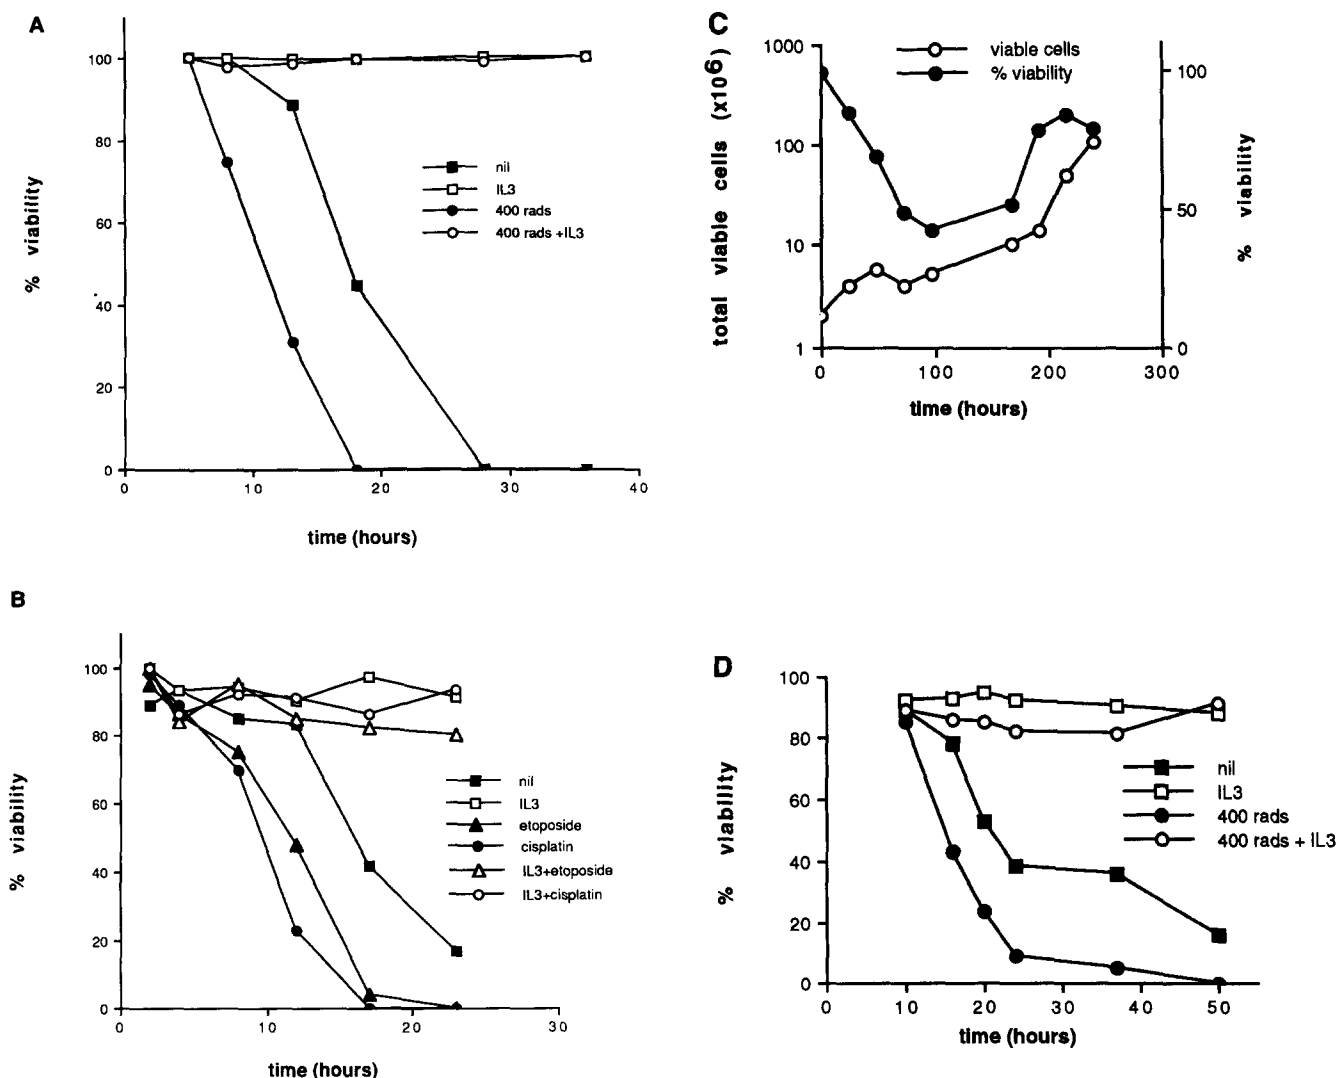 A
100
80
60
40
20
0
% viability
nil
IL3
400 rads
400 rads +IL3
0 10 20 30 40
time (hours)
B
100
80
60
40
20
0
% viability
nil
IL3
etoposide
cisplatin
IL3+etoposide
IL3+cisplatin
0 10 20 30
time (hours)
C
viable cells
% viability
1000
100
10
1
total viable cells (x10⁶)
100
50
0
% viability
0 100 200 300
time (hours)
D
100
80
60
40
20
0
% viability
nil
IL3
400 rads
400 rads + IL3
0 10 20 30 40 50
time (hours)